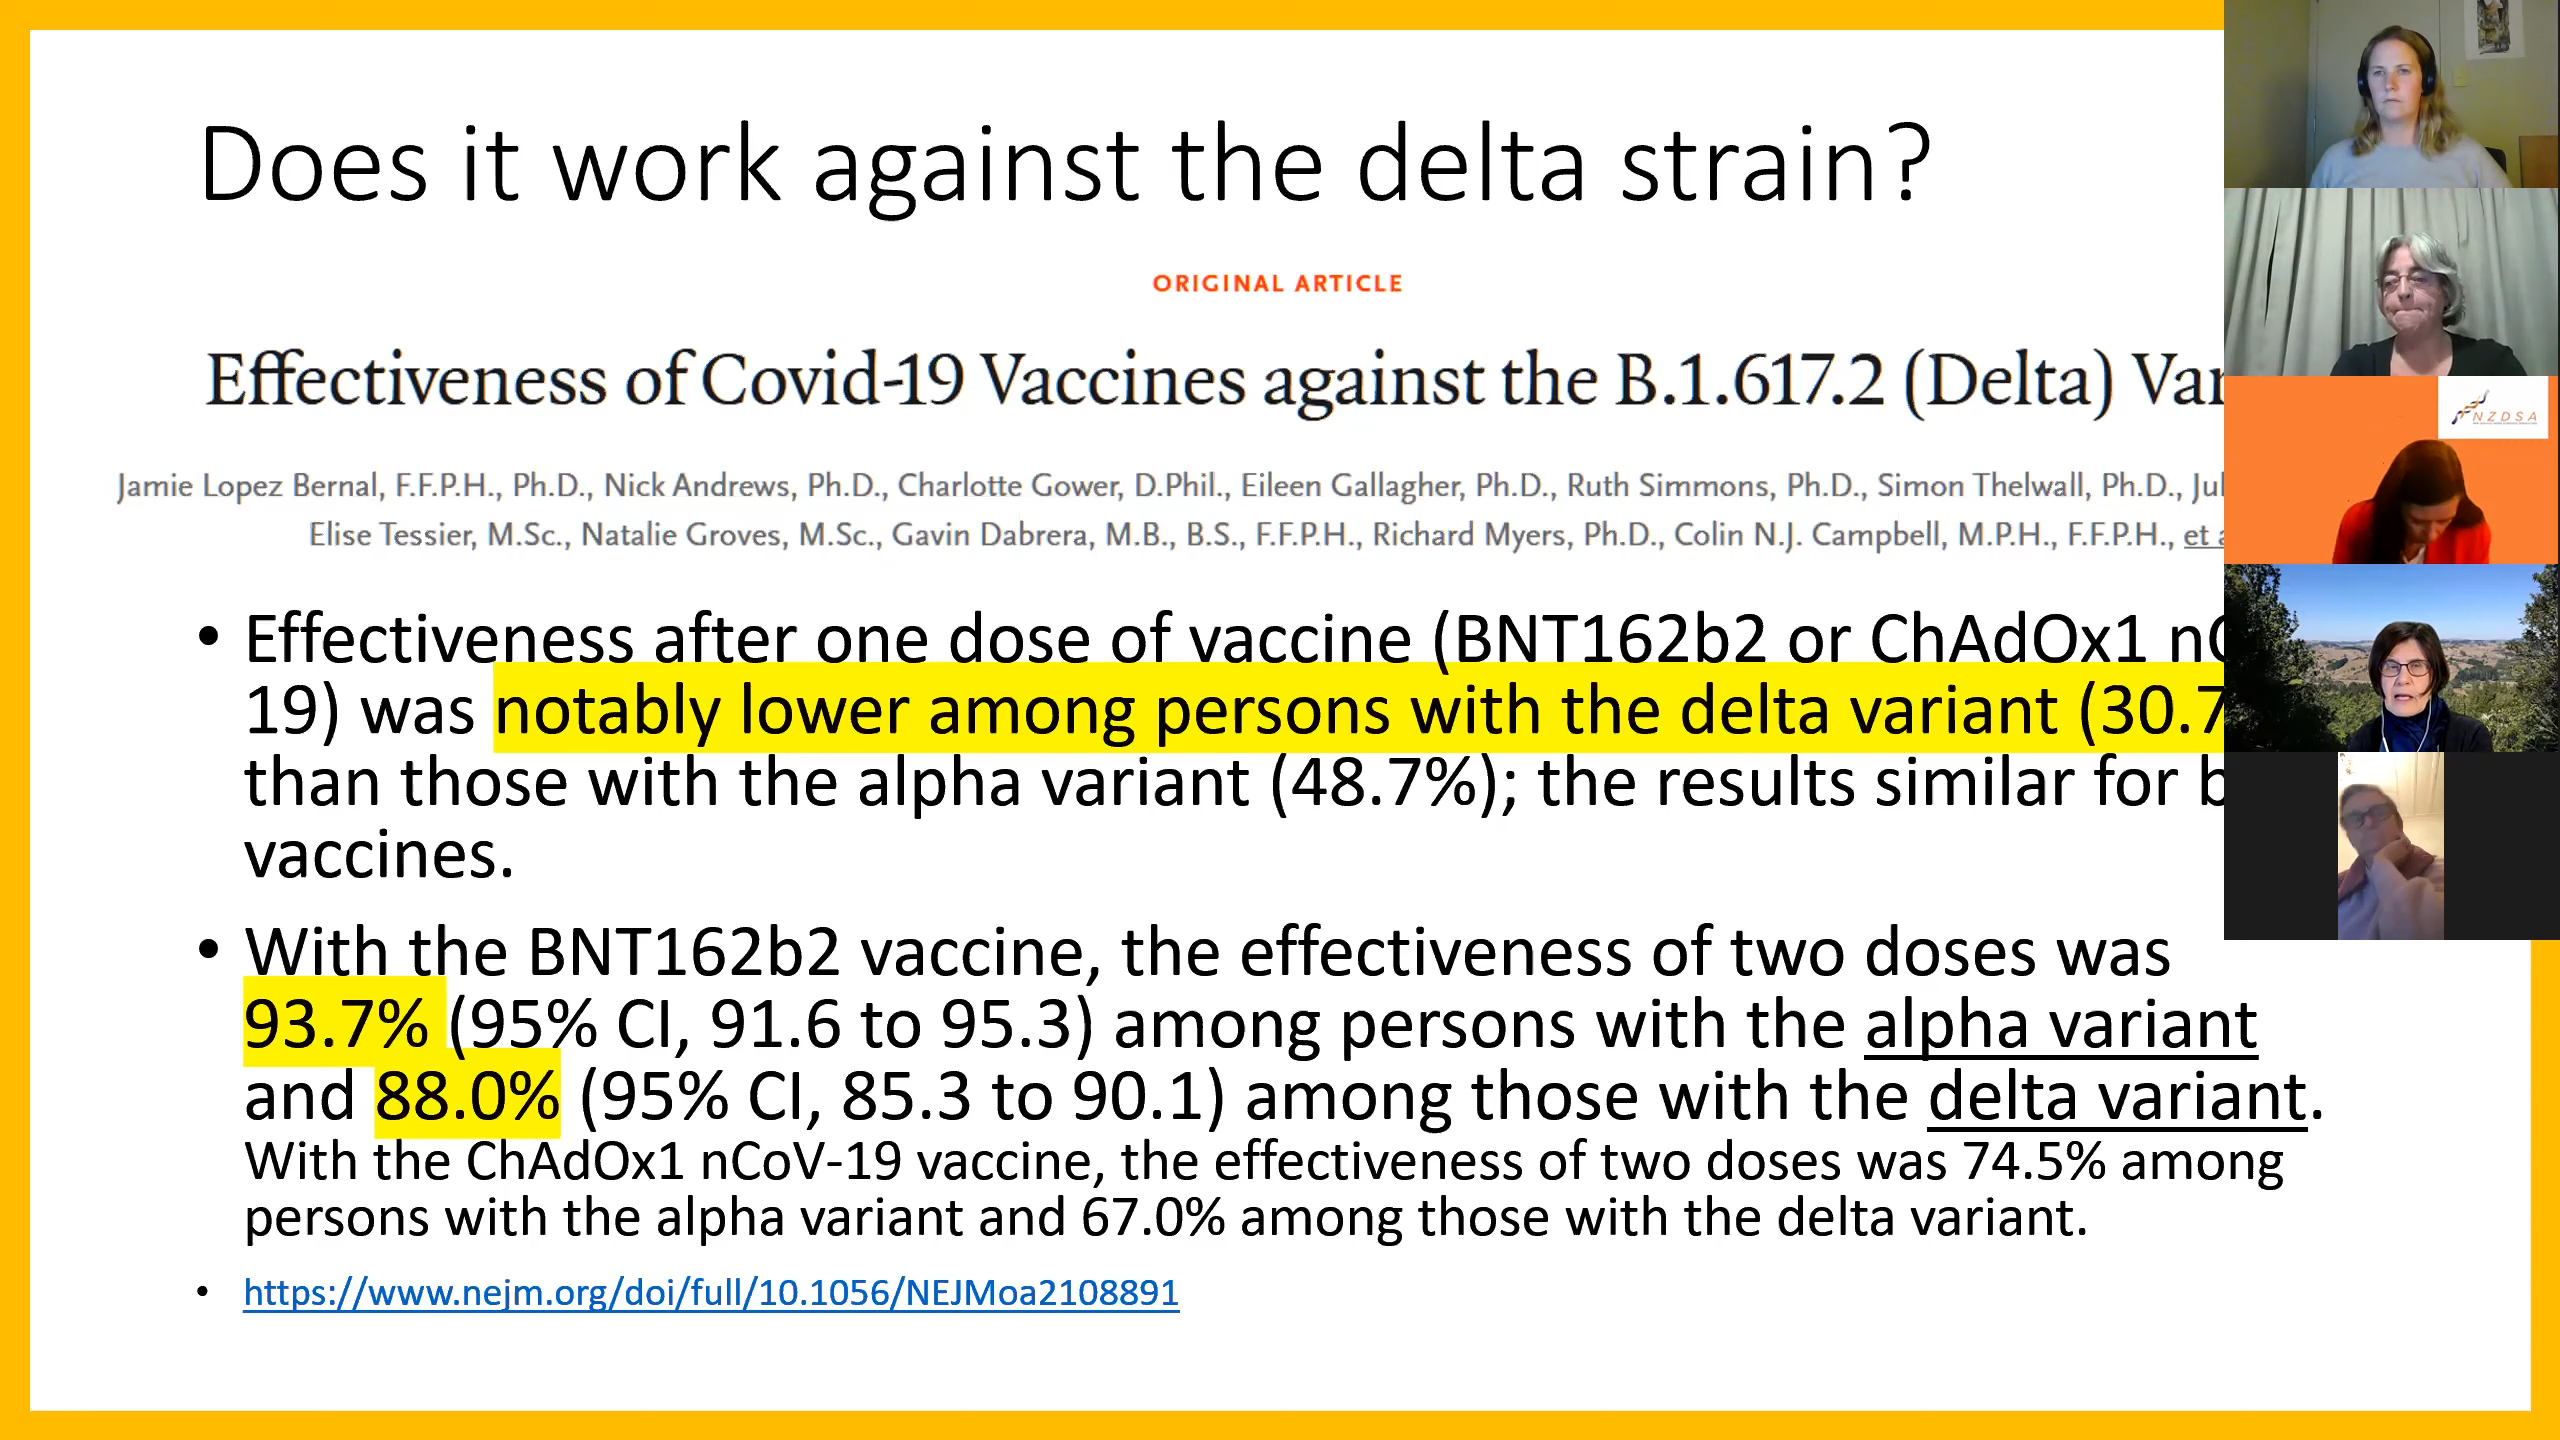 Does it work against the delta strain?
ORIGINAL ARTICLE
Effectiveness of Covid-19 Vaccines against the B.1.617.2 (Delta)
Jamie Lopez Bernal, F.F.P.H., Ph.D., Nick Andrews, Ph.D., Charlotte Gower, D.Phil., Eileen Gallagher, Ph.D., Ruth Simmons, Ph.D., Simon Thelwall, Ph.D.,
Elise Tessier, M.Sc., Natalie Groves, M.Sc., Gavin Dabrera, M.B., B.S., F.F.P.H., Richard Myers, Ph.D., Colin N.J. Campbell, M.P.H., F.F.P.H., et
• Effectiveness after one dose of vaccine (BNT162b2 or ChAdOx1
19) was notably lower among persons with the delta variant (30.7
than those with the alpha variant (48.7%); the results similar for
vaccines.
• With the BNT162b2 vaccine, the effectiveness of two doses was
93.7% (95% CI, 91.6 to 95.3) among persons with the alpha variant
and 88.0% (95% CI, 85.3 to 90.1) among those with the delta variant.
With the ChAdOx1 nCoV-19 vaccine, the effectiveness of two doses was 74.5% among
persons with the alpha variant and 67.0% among those with the delta variant.
• https://www.nejm.org/doi/full/10.1056/NEJMoa2108891
NZDSA